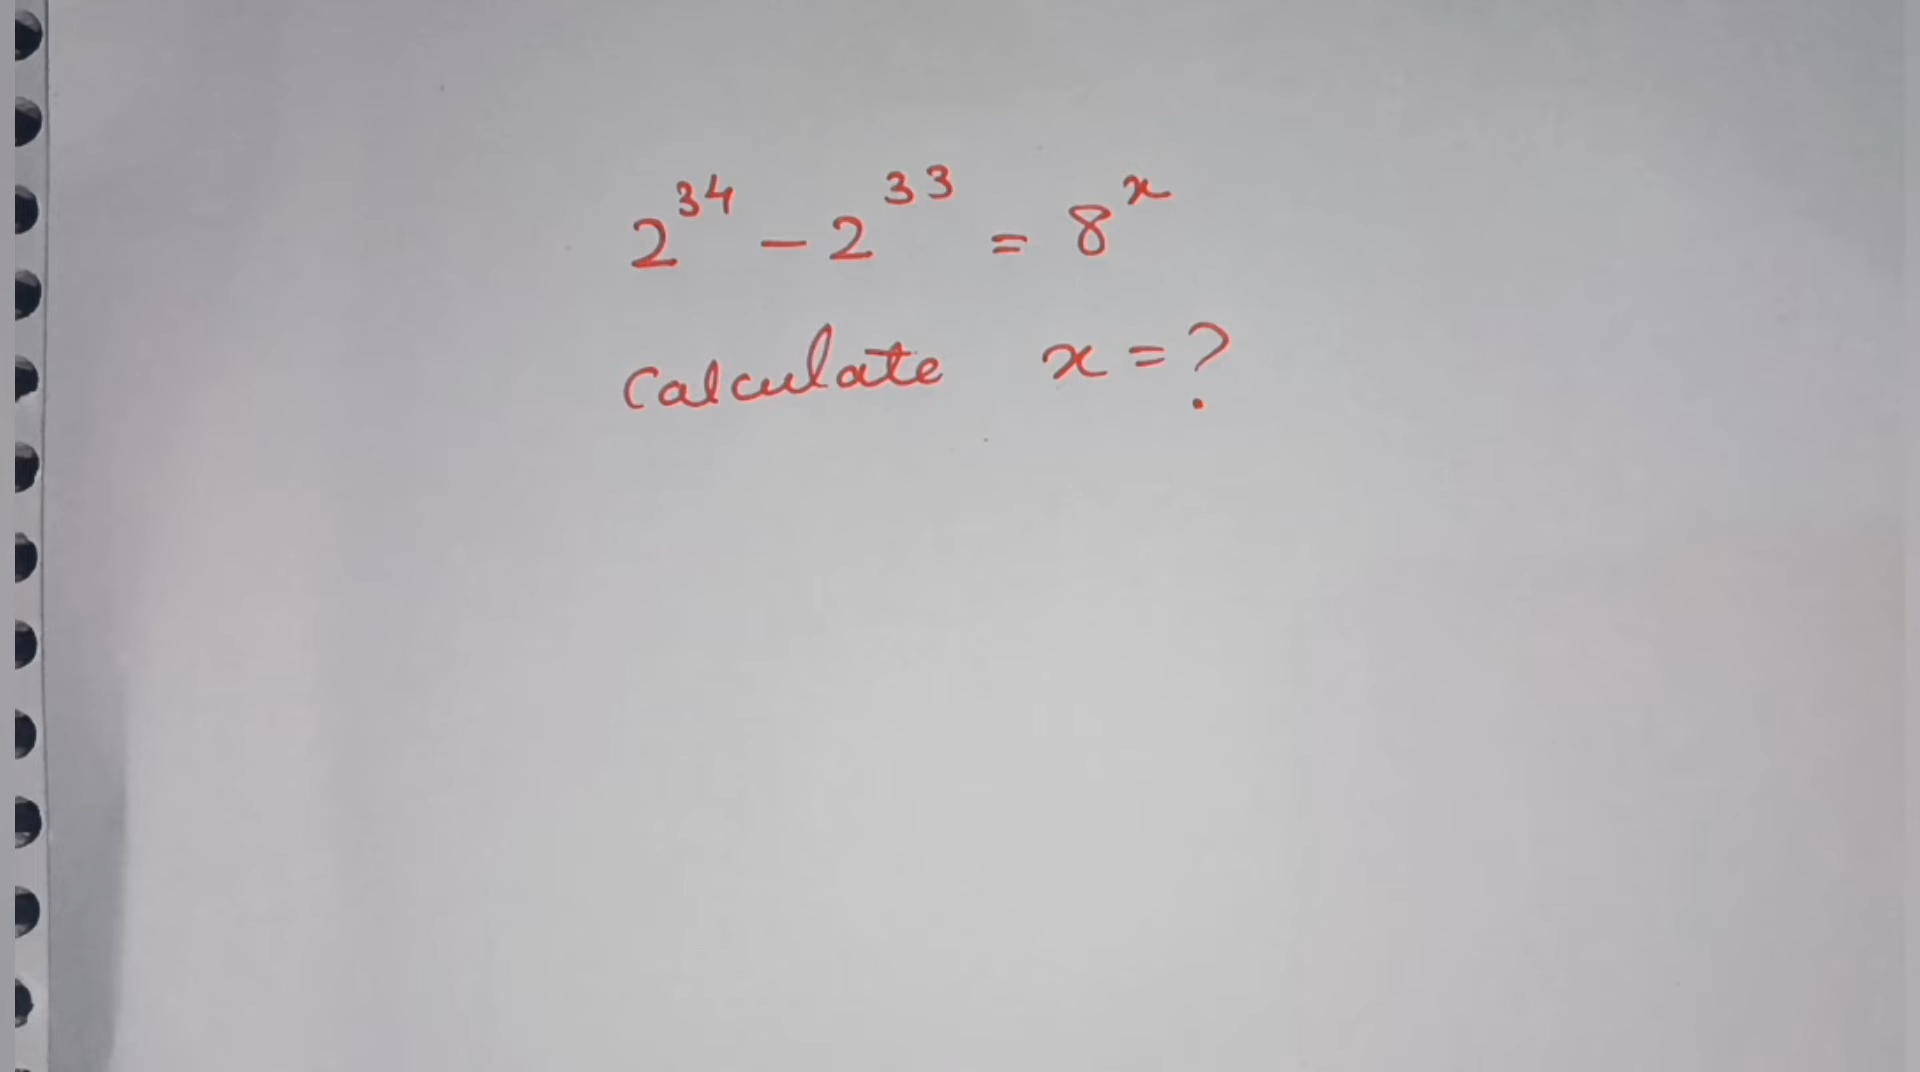 2^34 - 2^33 = 8^x
Calculate x = ?